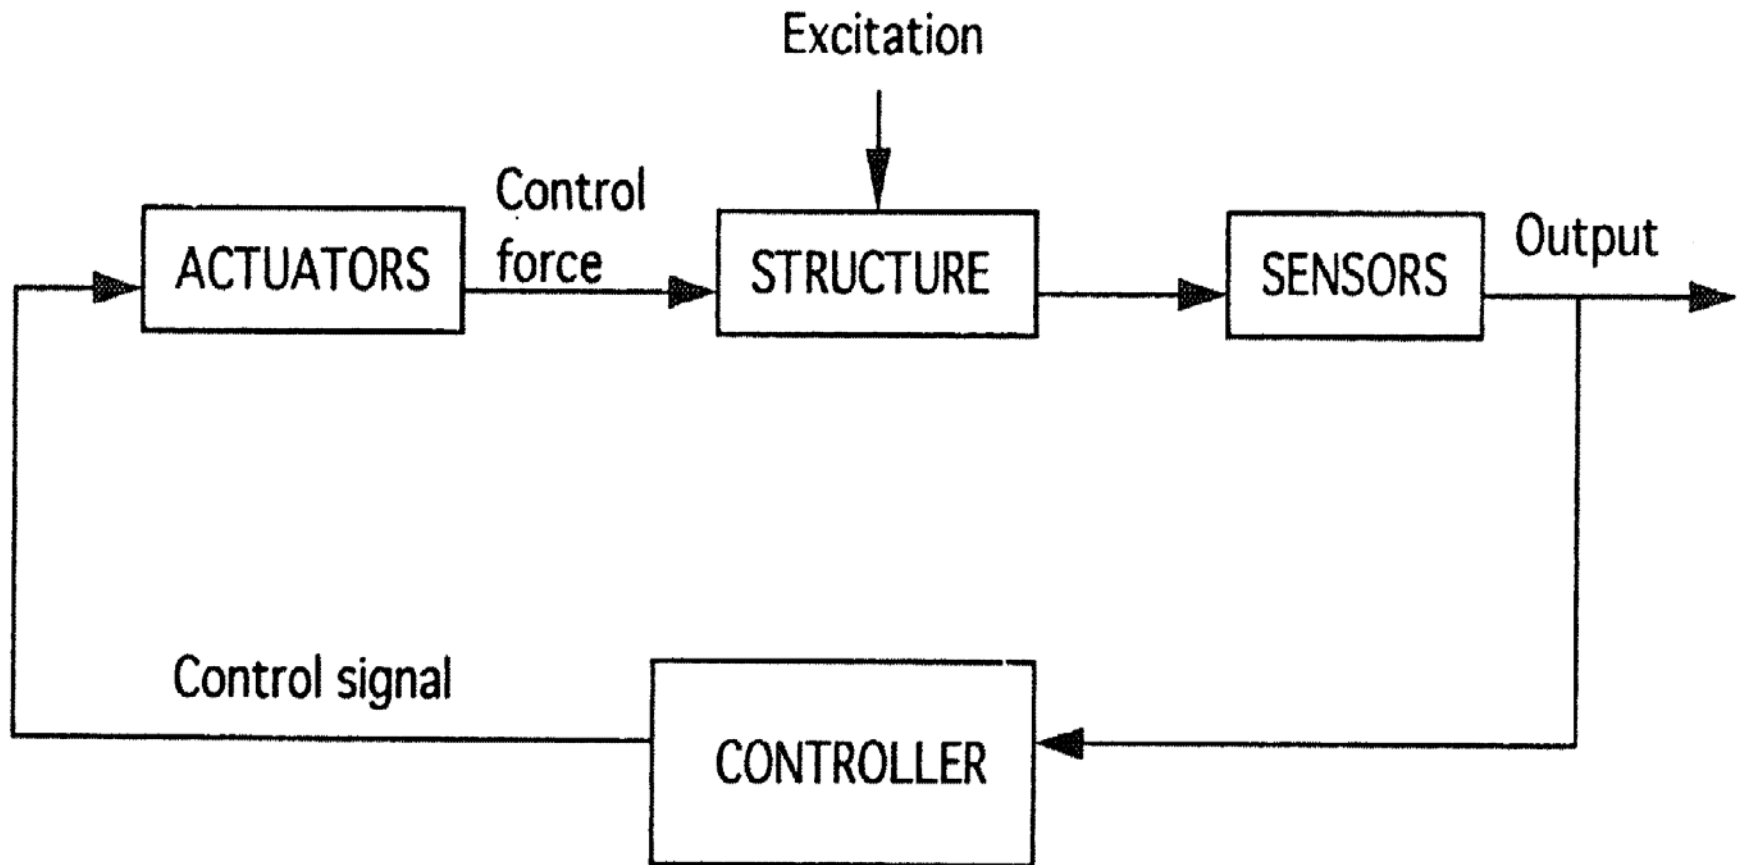 Excitation
Control
force
ACTUATORS
STRUCTURE
SENSORS
Output
Control signal
CONTROLLER